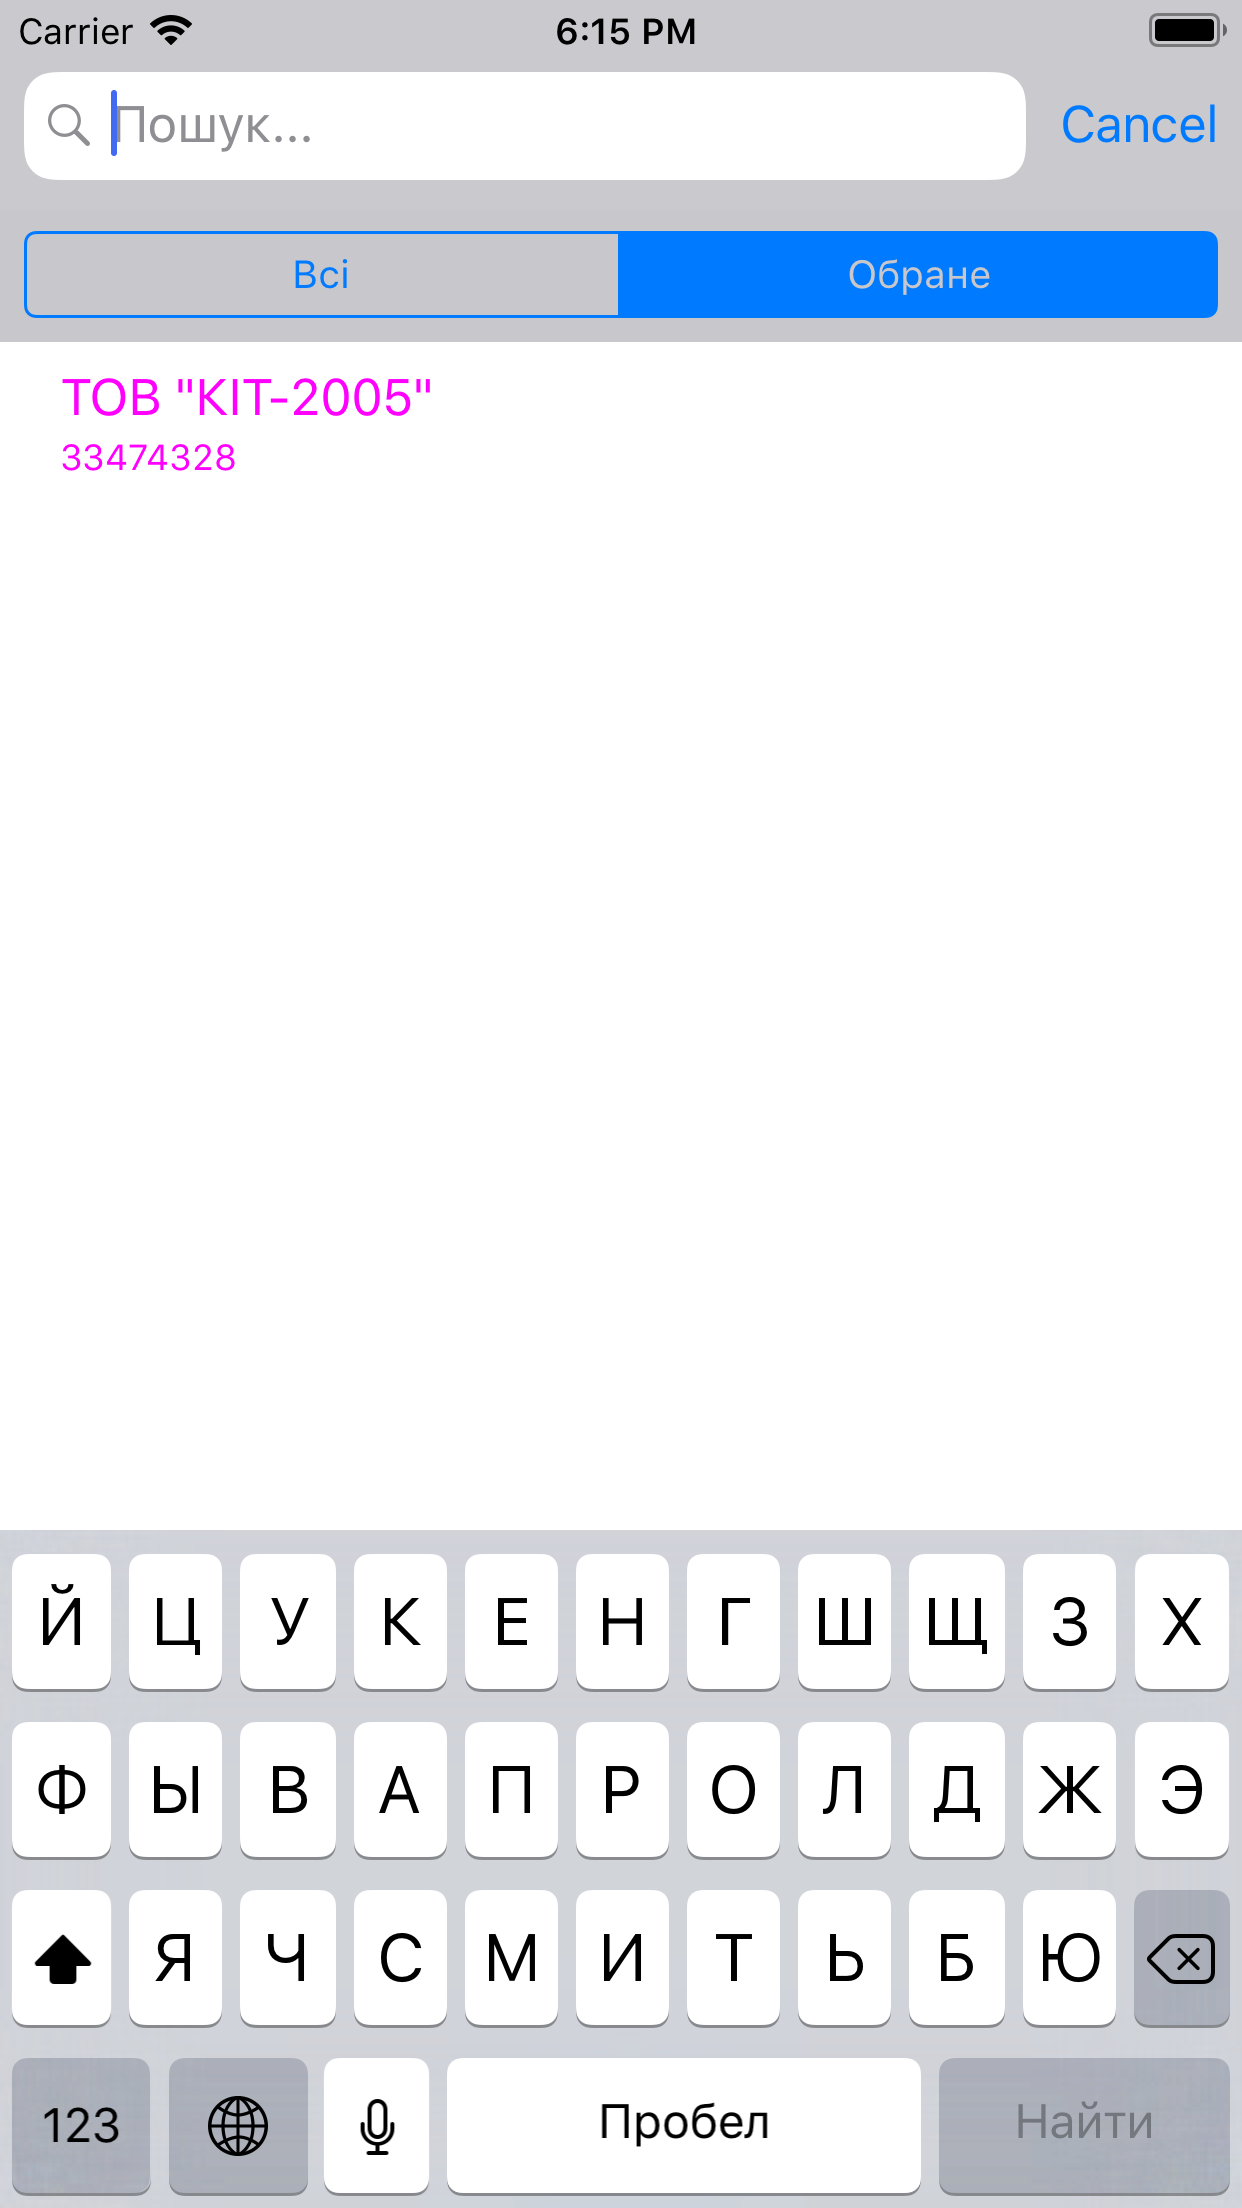 Carrier 6:15 PM
Пошук... Cancel
Всі Обране
ТОВ "КІТ-2005"
33474328
Й Ц У К Е Н Г Ш Щ З Х
Ф Ы В А П Р О Л Д Ж Э
Я Ч С М И Т Ь Б Ю
123 Пробел Найти